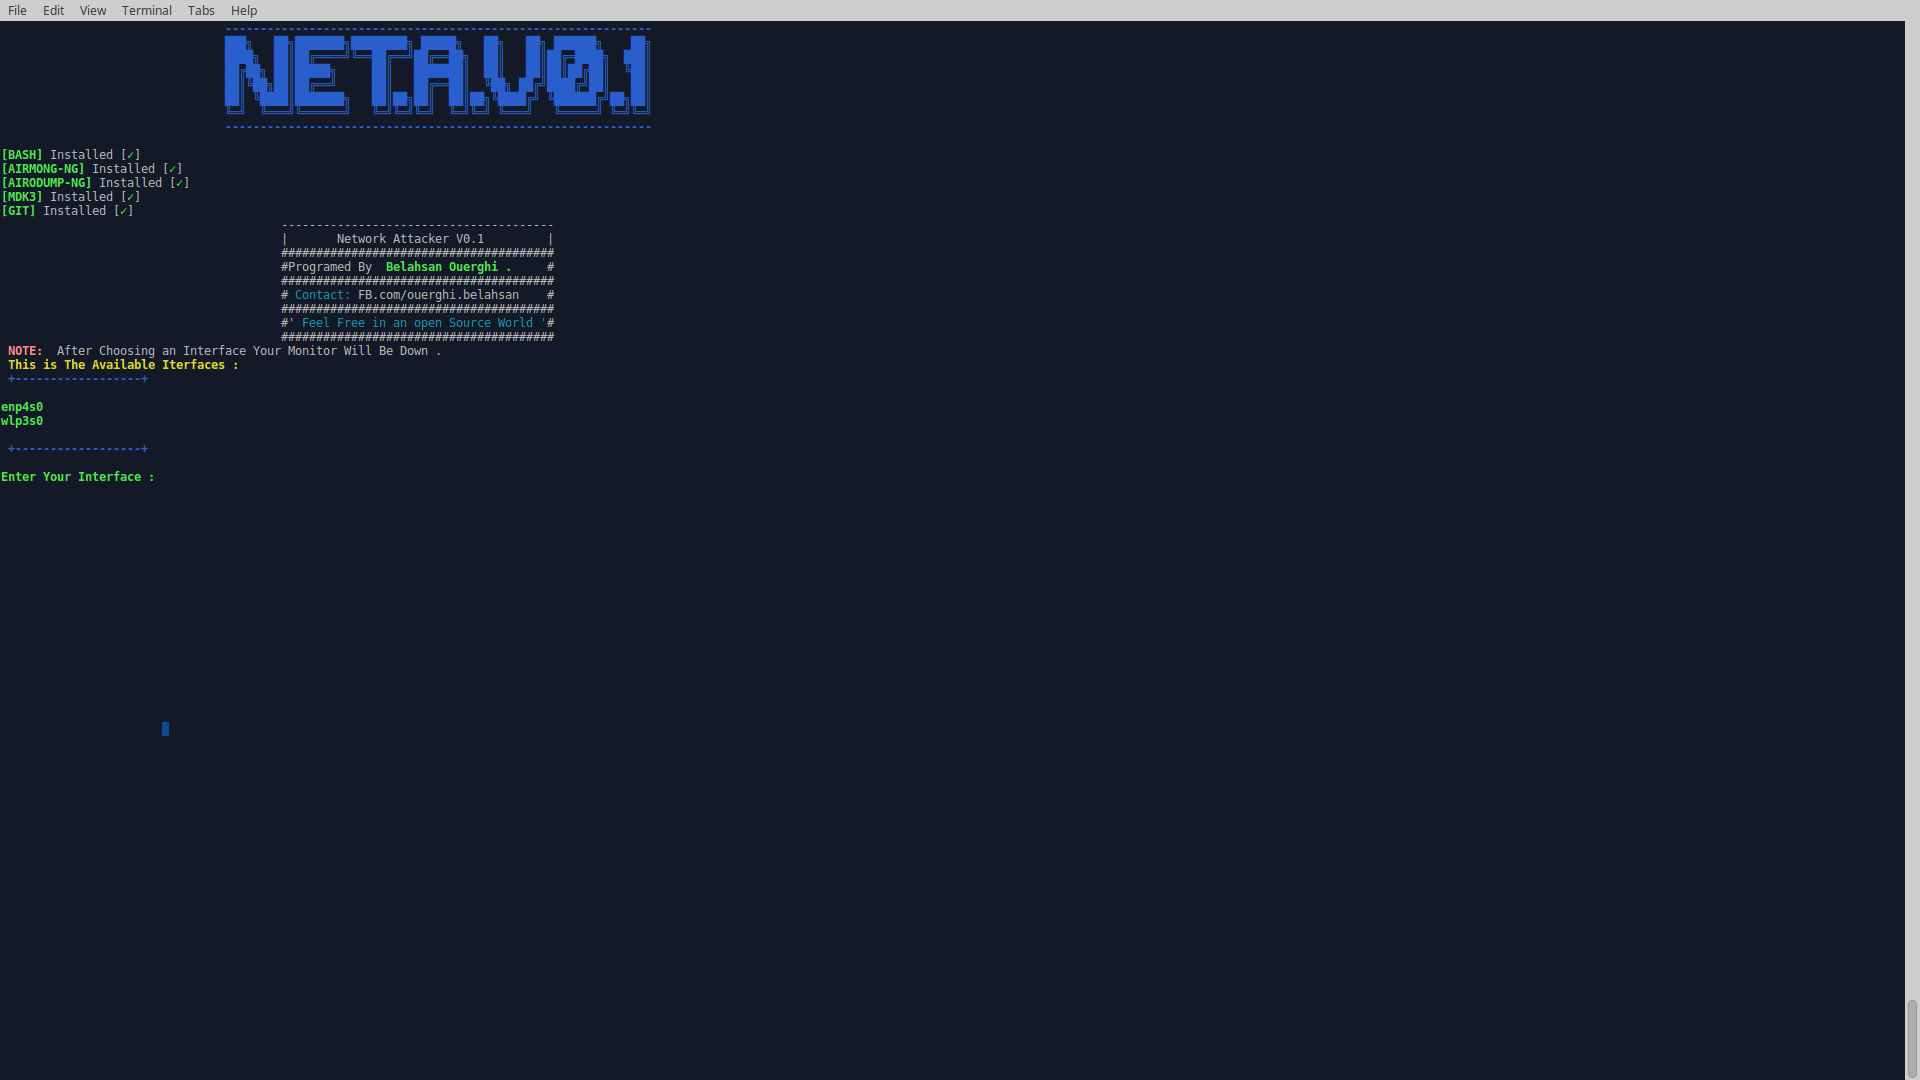 File Edit View Terminal Tabs Help
------------------------------------------------------------
NET.A.V0.1
------------------------------------------------------------
[BASH] Installed [✓]
[AIRMONG-NG] Installed [✓]
[AIRODUMP-NG] Installed [✓]
[MDK3] Installed [✓]
[GIT] Installed [✓]
---------------------------------------
| Network Attacker V0.1 |
#######################################
#Programed By Belahsan Ouerghi . #
#######################################
# Contact: FB.com/ouerghi.belahsan #
#######################################
#' Feel Free in an open Source World '#
#######################################
NOTE: After Choosing an Interface Your Monitor Will Be Down .
This is The Available Iterfaces :
+------------------+
enp4s0
wlp3s0
+------------------+
Enter Your Interface :